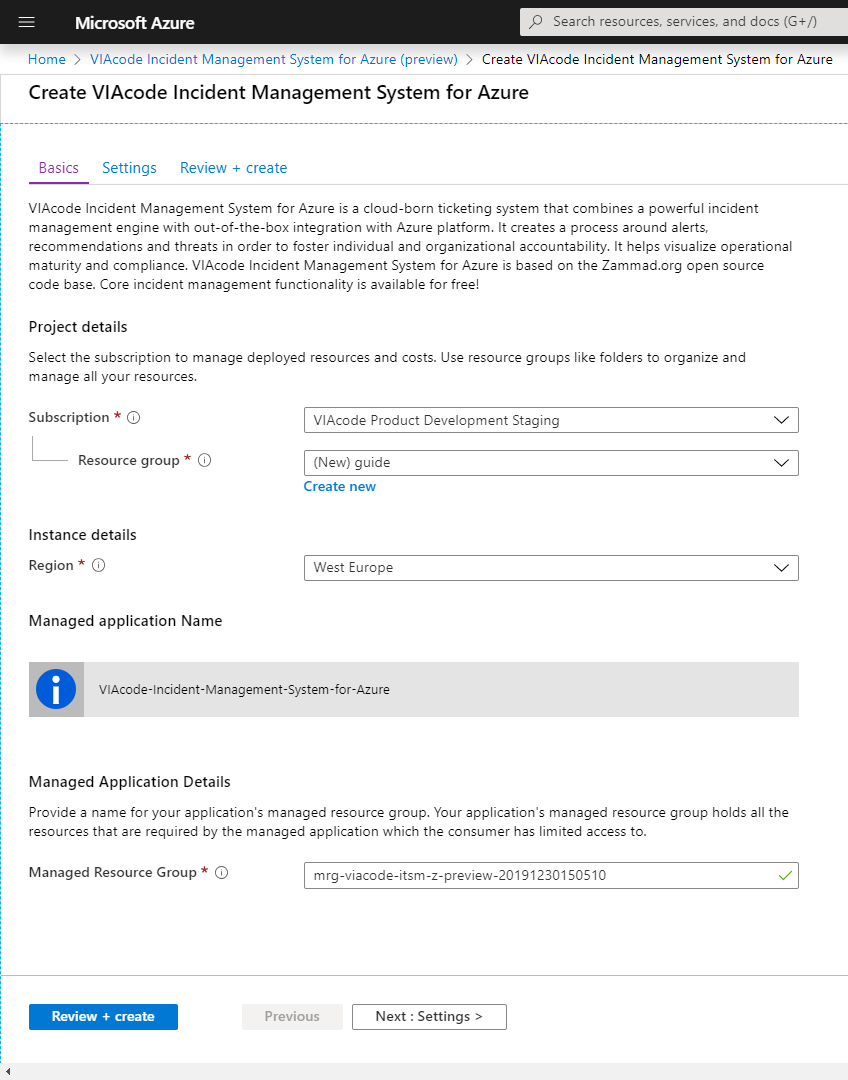 Microsoft Azure
Search resources, services, and docs (G+/)
Home > VIAcode Incident Management System for Azure (preview) > Create VIAcode Incident Management System for Azure
Create VIAcode Incident Management System for Azure
Basics Settings Review + create
VIAcode Incident Management System for Azure is a cloud-born ticketing system that combines a powerful incident
management engine with out-of-the-box integration with Azure platform. It creates a process around alerts,
recommendations and threats in order to foster individual and organizational accountability. It helps visualize operational
maturity and compliance. VIAcode Incident Management System for Azure is based on the Zammad.org open source
code base. Core incident management functionality is available for free!
Project details
Select the subscription to manage deployed resources and costs. Use resource groups like folders to organize and
manage all your resources.
Subscription *
VIAcode Product Development Staging
Resource group *
(New) guide
Create new
Instance details
Region *
West Europe
Managed application Name
VIAcode-Incident-Management-System-for-Azure
Managed Application Details
Provide a name for your application's managed resource group. Your application's managed resource group holds all the
resources that are required by the managed application which the consumer has limited access to.
Managed Resource Group *
mrg-viacode-itsm-z-preview-20191230150510
Review + create
Previous
Next : Settings >